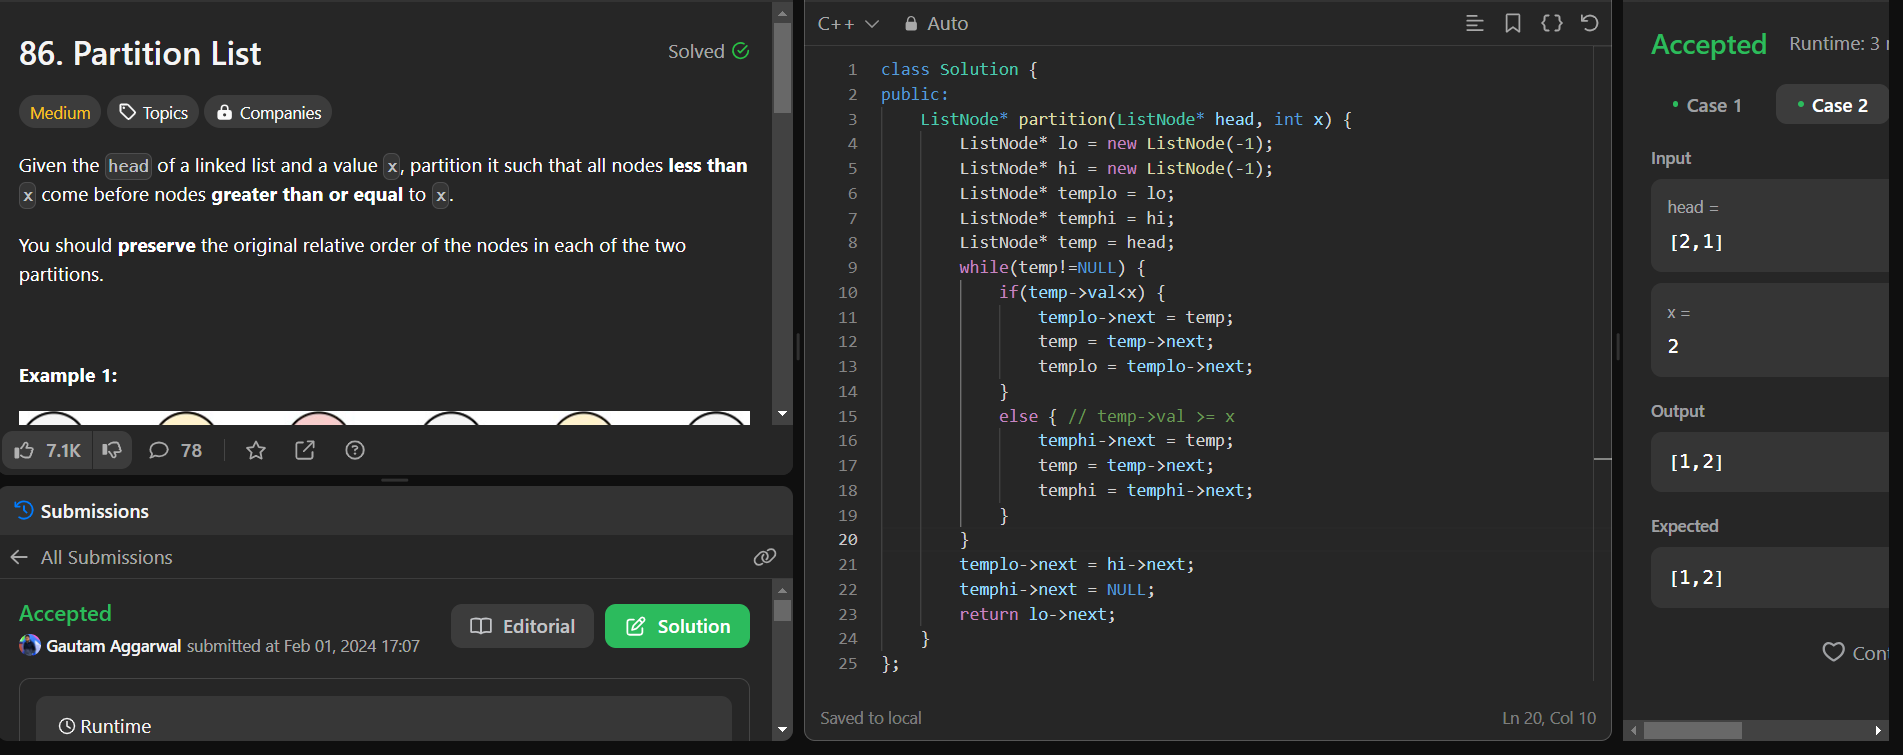 86. Partition List
Solved
Medium
Topics
Companies
Given the head of a linked list and a value x, partition it such that all nodes less than
x come before nodes greater than or equal to x.
You should preserve the original relative order of the nodes in each of the two
partitions.
Example 1:
7.1K
78
Submissions
All Submissions
Accepted
Gautam Aggarwal submitted at Feb 01, 2024 17:07
Editorial
Solution
Runtime
C++
Auto
1 class Solution {
2 public:
3     ListNode* partition(ListNode* head, int x) {
4         ListNode* lo = new ListNode(-1);
5         ListNode* hi = new ListNode(-1);
6         ListNode* templo = lo;
7         ListNode* temphi = hi;
8         ListNode* temp = head;
9         while(temp!=NULL) {
10             if(temp->val<x) {
11                 templo->next = temp;
12                 temp = temp->next;
13                 templo = templo->next;
14             }
15             else { // temp->val >= x
16                 temphi->next = temp;
17                 temp = temp->next;
18                 temphi = temphi->next;
19             }
20         }
21         templo->next = hi->next;
22         temphi->next = NULL;
23         return lo->next;
24     }
25 };
Saved to local
Ln 20, Col 10
Accepted
Runtime: 3
Case 1
Case 2
Input
head =
[2,1]
x =
2
Output
[1,2]
Expected
[1,2]